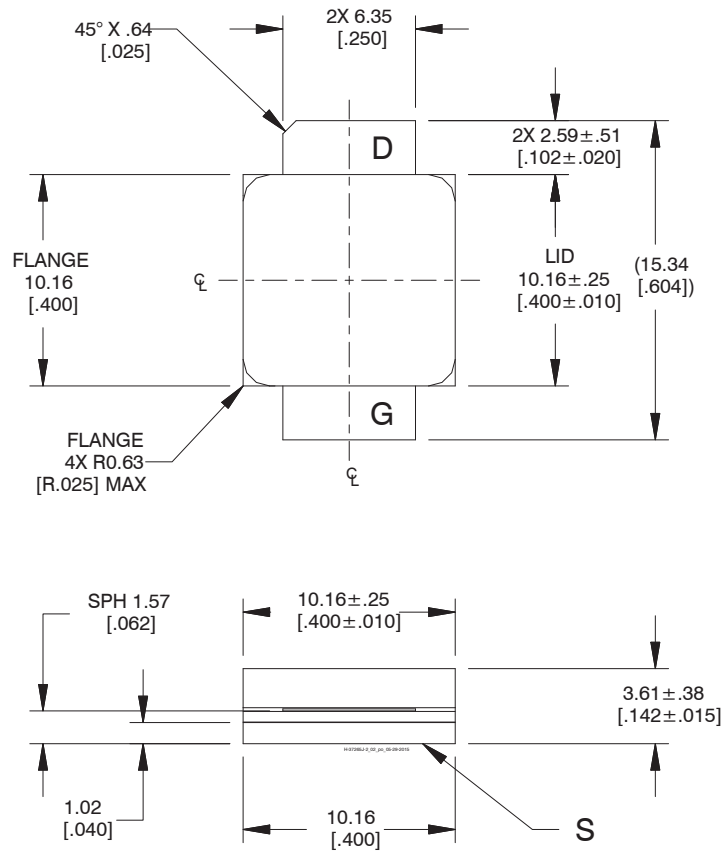 45° X .64
[.025]
2X 6.35
[.250]
D
2X 2.59±.51
[.102±.020]
FLANGE
10.16
[.400]
℄
LID
10.16±.25
[.400±.010]
(15.34
[.604])
G
FLANGE
4X R0.63
[R.025] MAX
℄
SPH 1.57
[.062]
10.16±.25
[.400±.010]
3.61±.38
[.142±.015]
1.02
[.040]
10.16
[.400]
S